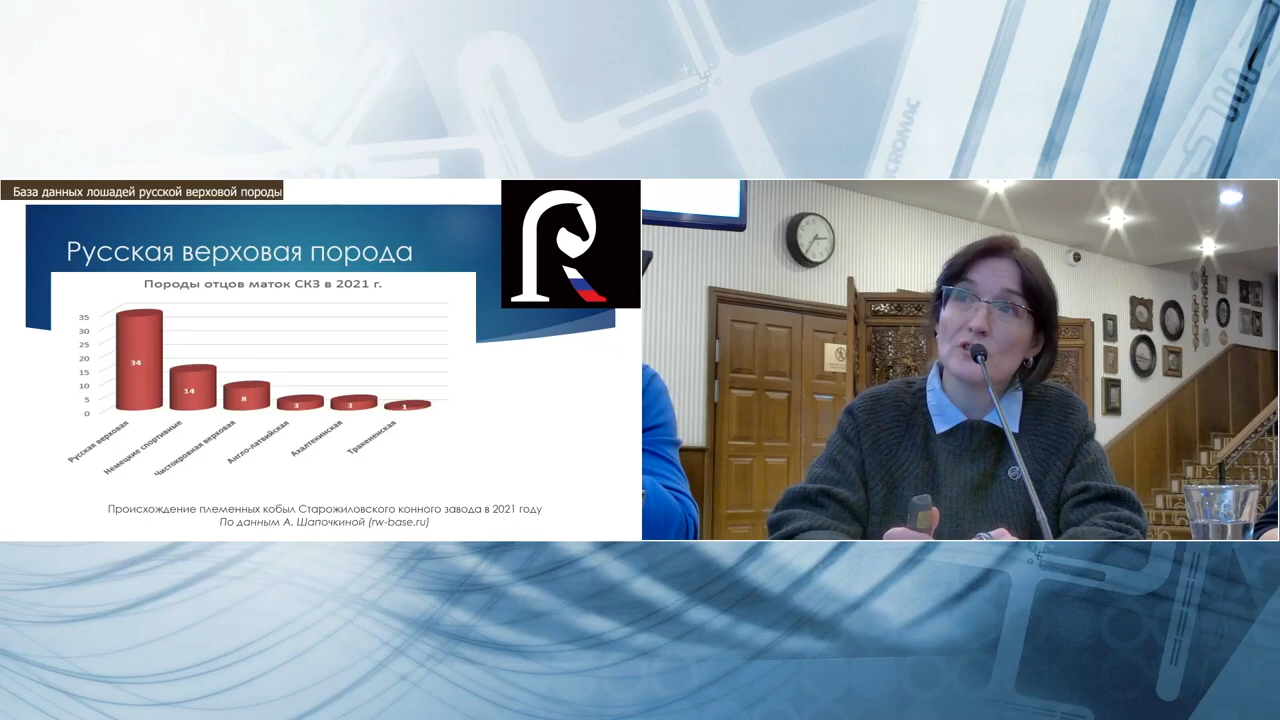 CROMAC
База данных лошадей русской верховой породы
Русская верховая порода
Породы отцов маток СКЗ в 2021 г.
35
30
25
20
15
10
5
0
34
14
8
3
3
1
Русская верховая
Немецкие спортивные
Чистокровная верховая
Англо-латвийская
Ахалтекинская
Тракененская
Происхождение племенных кобыл Старожиловского конного завода в 2021 году
По данным А. Шапочкиной (rw-base.ru)